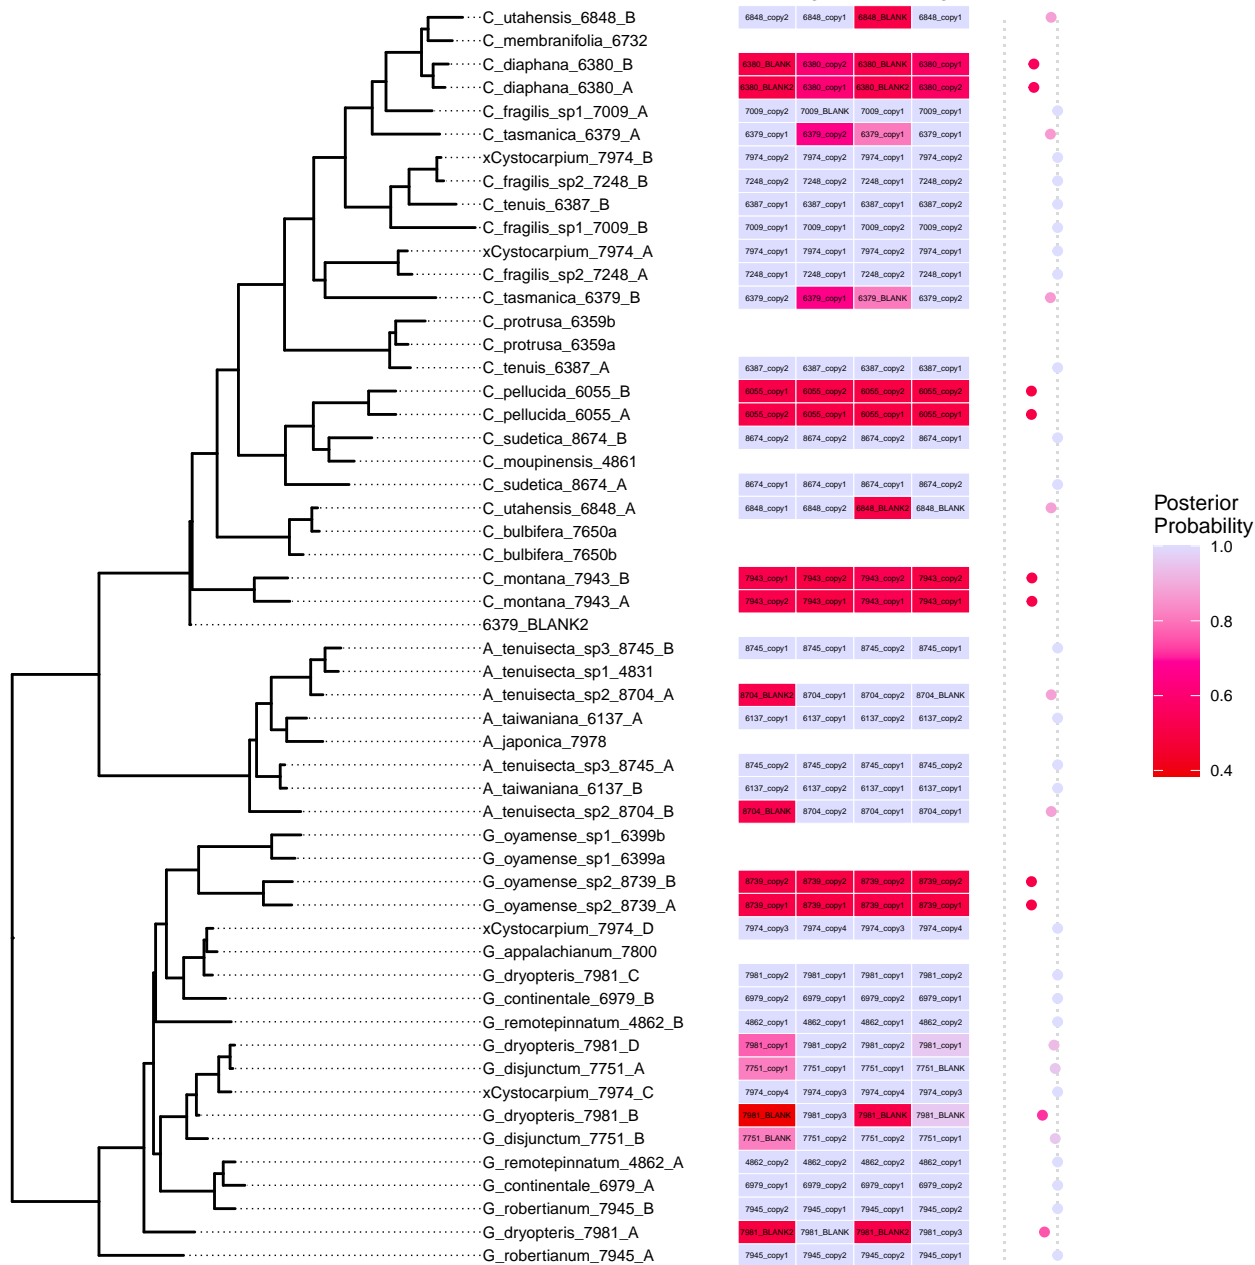 C_utahensis_6848_B 6848_copy2 6848_copy1 6848_BLANK 6848_copy1
C_membranifolia_6732
C_diaphana_6380_B 6380_BLANK 6380_copy2 6380_BLANK 6380_copy1
C_diaphana_6380_A 6380_BLANK2 6380_copy1 6380_BLANK2 6380_copy2
C_fragilis_sp1_7009_A 7009_copy2 7009_BLANK 7009_copy1 7009_copy1
C_tasmanica_6379_A 6379_copy1 6379_copy2 6379_copy1 6379_copy1
xCystocarpium_7974_B 7974_copy2 7974_copy2 7974_copy1 7974_copy2
C_fragilis_sp2_7248_B 7248_copy2 7248_copy2 7248_copy1 7248_copy2
C_tenuis_6387_B 6387_copy1 6387_copy1 6387_copy1 6387_copy2
C_fragilis_sp1_7009_B 7009_copy1 7009_copy1 7009_copy2 7009_copy2
xCystocarpium_7974_A 7974_copy1 7974_copy1 7974_copy2 7974_copy1
C_fragilis_sp2_7248_A 7248_copy1 7248_copy1 7248_copy2 7248_copy1
C_tasmanica_6379_B 6379_copy2 6379_copy1 6379_BLANK 6379_copy2
C_protrusa_6359b
C_protrusa_6359a
C_tenuis_6387_A 6387_copy2 6387_copy2 6387_copy2 6387_copy1
C_pellucida_6055_B 6055_copy1 6055_copy2 6055_copy2 6055_copy2
C_pellucida_6055_A 6055_copy2 6055_copy1 6055_copy1 6055_copy1
C_sudetica_8674_B 8674_copy2 8674_copy2 8674_copy2 8674_copy1
C_moupinensis_4861
C_sudetica_8674_A 8674_copy1 8674_copy1 8674_copy1 8674_copy2
C_utahensis_6848_A 6848_copy1 6848_copy2 6848_BLANK2 6848_BLANK
C_bulbifera_7650a
C_bulbifera_7650b
C_montana_7943_B 7943_copy1 7943_copy2 7943_copy2 7943_copy2
C_montana_7943_A 7943_copy2 7943_copy1 7943_copy1 7943_copy1
6379_BLANK2
A_tenuisecta_sp3_8745_B 8745_copy1 8745_copy1 8745_copy2 8745_copy1
A_tenuisecta_sp1_4831
A_tenuisecta_sp2_8704_A 8704_BLANK2 8704_copy1 8704_copy2 8704_BLANK
A_taiwaniana_6137_A 6137_copy1 6137_copy1 6137_copy2 6137_copy2
A_japonica_7978
A_tenuisecta_sp3_8745_A 8745_copy2 8745_copy2 8745_copy1 8745_copy2
A_taiwaniana_6137_B 6137_copy2 6137_copy2 6137_copy1 6137_copy1
A_tenuisecta_sp2_8704_B 8704_BLANK 8704_copy2 8704_copy1 8704_copy1
G_oyamense_sp1_6399b
G_oyamense_sp1_6399a
G_oyamense_sp2_8739_B 8739_copy2 8739_copy2 8739_copy2 8739_copy2
G_oyamense_sp2_8739_A 8739_copy1 8739_copy1 8739_copy1 8739_copy1
xCystocarpium_7974_D 7974_copy3 7974_copy4 7974_copy3 7974_copy4
G_appalachianum_7800
G_dryopteris_7981_C 7981_copy2 7981_copy1 7981_copy1 7981_copy2
G_continentale_6979_B 6979_copy2 6979_copy1 6979_copy2 6979_copy1
G_remotepinnatum_4862_B 4862_copy1 4862_copy1 4862_copy1 4862_copy2
G_dryopteris_7981_D 7981_copy1 7981_copy2 7981_copy2 7981_copy1
G_disjunctum_7751_A 7751_copy1 7751_copy1 7751_copy1 7751_BLANK
xCystocarpium_7974_C 7974_copy4 7974_copy3 7974_copy4 7974_copy3
G_dryopteris_7981_B 7981_BLANK 7981_copy3 7981_BLANK 7981_BLANK
G_disjunctum_7751_B 7751_BLANK 7751_copy2 7751_copy2 7751_copy1
G_remotepinnatum_4862_A 4862_copy2 4862_copy2 4862_copy2 4862_copy1
G_continentale_6979_A 6979_copy1 6979_copy2 6979_copy1 6979_copy2
G_robertianum_7945_B 7945_copy2 7945_copy1 7945_copy1 7945_copy2
G_dryopteris_7981_A 7981_BLANK2 7981_BLANK 7981_BLANK2 7981_copy3
G_robertianum_7945_A 7945_copy1 7945_copy2 7945_copy2 7945_copy1
Posterior
Probability
1.0
0.8
0.6
0.4